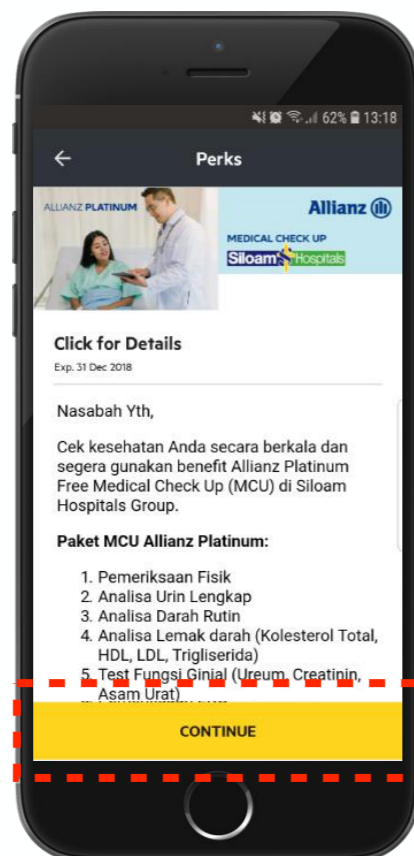 62% 13:18
Perks
ALLIANZ PLATINUM
Allianz
MEDICAL CHECK UP
Siloam Hospitals
Click for Details
Exp. 31 Dec 2018
Nasabah Yth,
Cek kesehatan Anda secara berkala dan
segera gunakan benefit Allianz Platinum
Free Medical Check Up (MCU) di Siloam
Hospitals Group.
Paket MCU Allianz Platinum:
1. Pemeriksaan Fisik
2. Analisa Urin Lengkap
3. Analisa Darah Rutin
4. Analisa Lemak darah (Kolesterol Total,
HDL, LDL, Trigliserida)
5. Test Fungsi Ginjal (Ureum, Creatinin,
Asam Urat)
CONTINUE